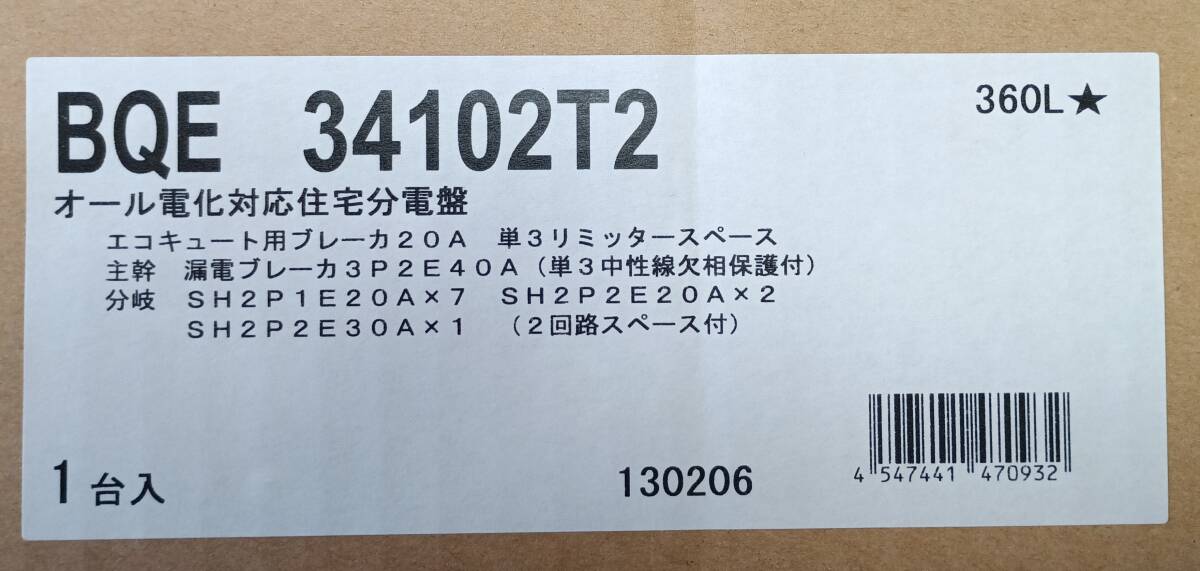 BQE 34102T2
360L★
オール電化対応住宅分電盤
エコキュート用ブレーカ２０Ａ　単３リミッタースペース
主幹　漏電ブレーカ３Ｐ２Ｅ４０Ａ（単３中性線欠相保護付）
分岐　ＳＨ２Ｐ１Ｅ２０Ａ×７　ＳＨ２Ｐ２Ｅ２０Ａ×２
ＳＨ２Ｐ２Ｅ３０Ａ×１　（２回路スペース付）
1 台入
130206
4 547441 470932